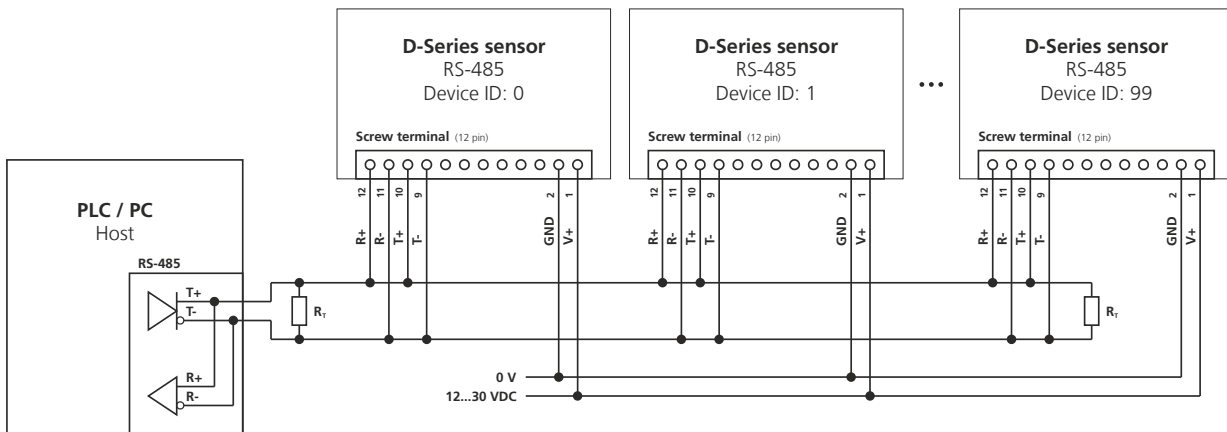 D-Series sensor
RS-485
Device ID: 0
Screw terminal (12 pin)
12 11 10 9 2 1
R+ R- T+ T- GND V+
D-Series sensor
RS-485
Device ID: 1
Screw terminal (12 pin)
12 11 10 9 2 1
R+ R- T+ T- GND V+
...
D-Series sensor
RS-485
Device ID: 99
Screw terminal (12 pin)
12 11 10 9 2 1
R+ R- T+ T- GND V+
PLC / PC
Host
RS-485
T+
T-
R+
R-
RT
RT
0 V
12...30 VDC